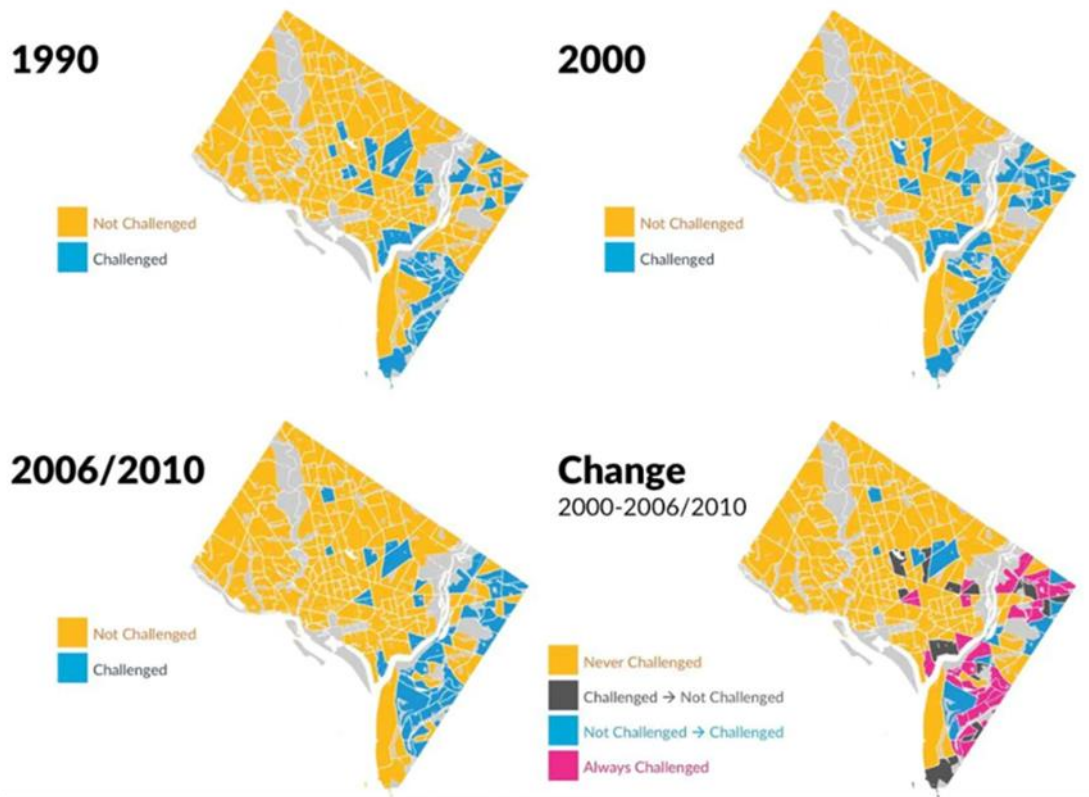 1990
Not Challenged
Challenged
2000
Not Challenged
Challenged
2006/2010
Not Challenged
Challenged
Change
2000-2006/2010
Never Challenged
Challenged → Not Challenged
Not Challenged → Challenged
Always Challenged